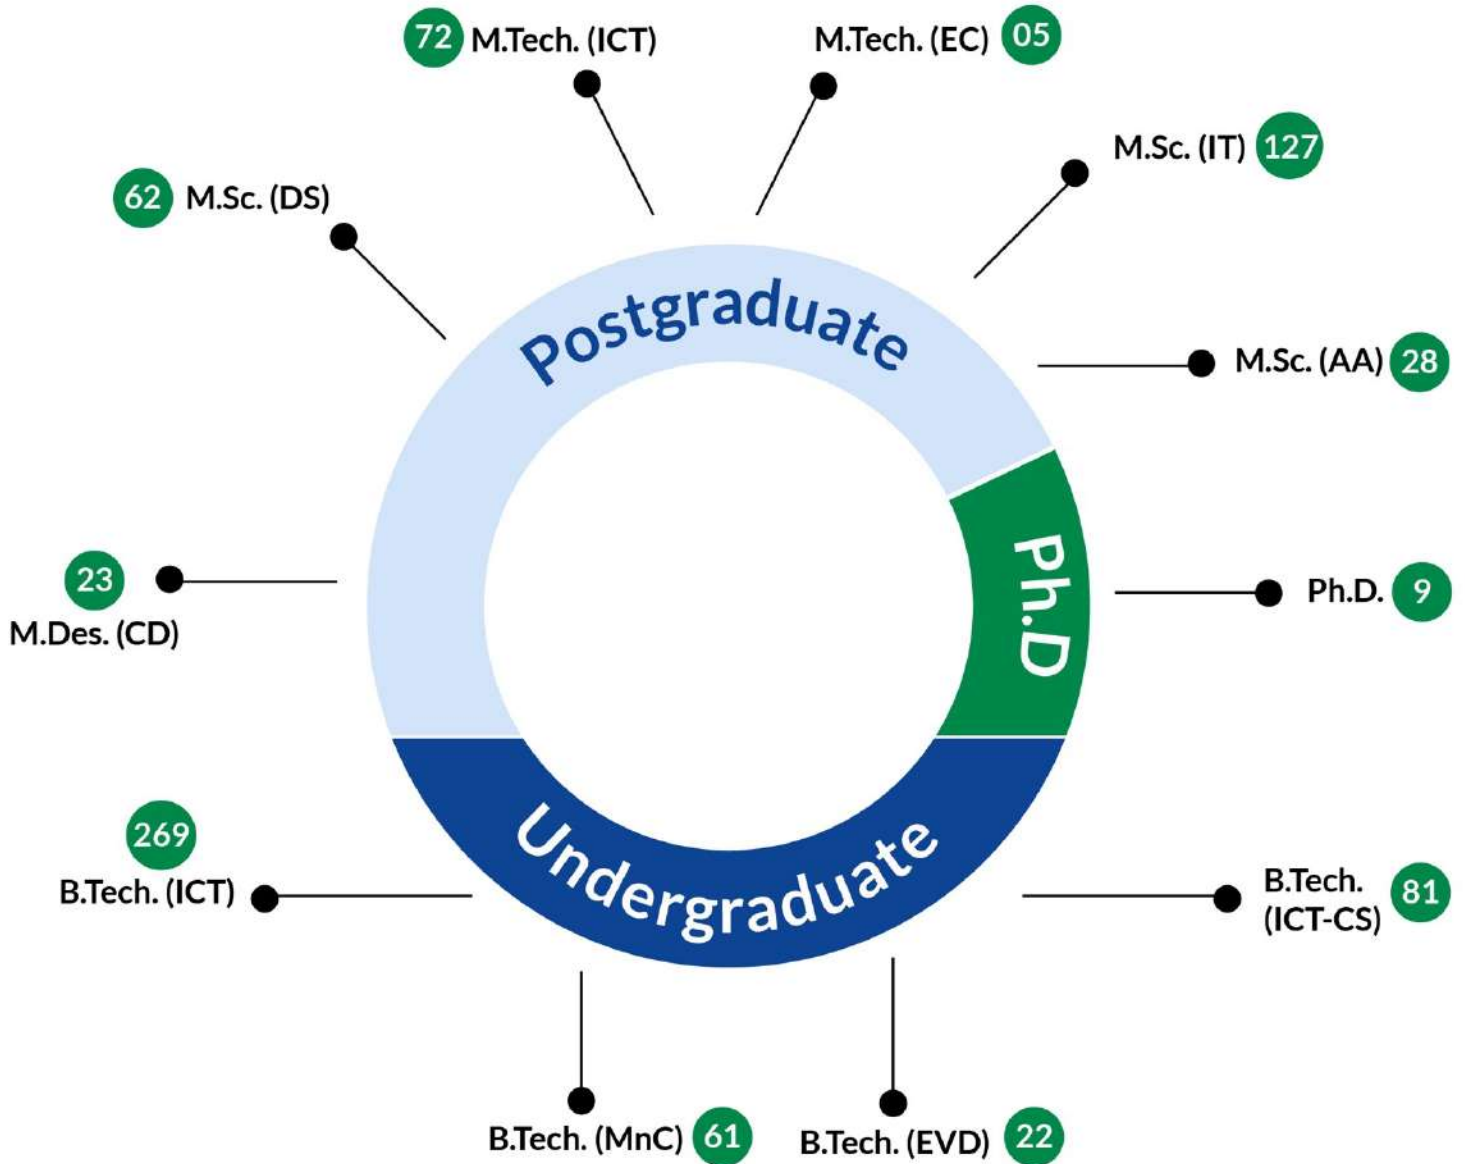 72 M.Tech. (ICT)
M.Tech. (EC) 05
M.Sc. (IT) 127
62 M.Sc. (DS)
M.Sc. (AA) 28
Postgraduate
Ph.D
Ph.D. 9
23
M.Des. (CD)
269
B.Tech. (ICT)
Undergraduate
B.Tech.
(ICT-CS) 81
B.Tech. (MnC) 61
B.Tech. (EVD) 22